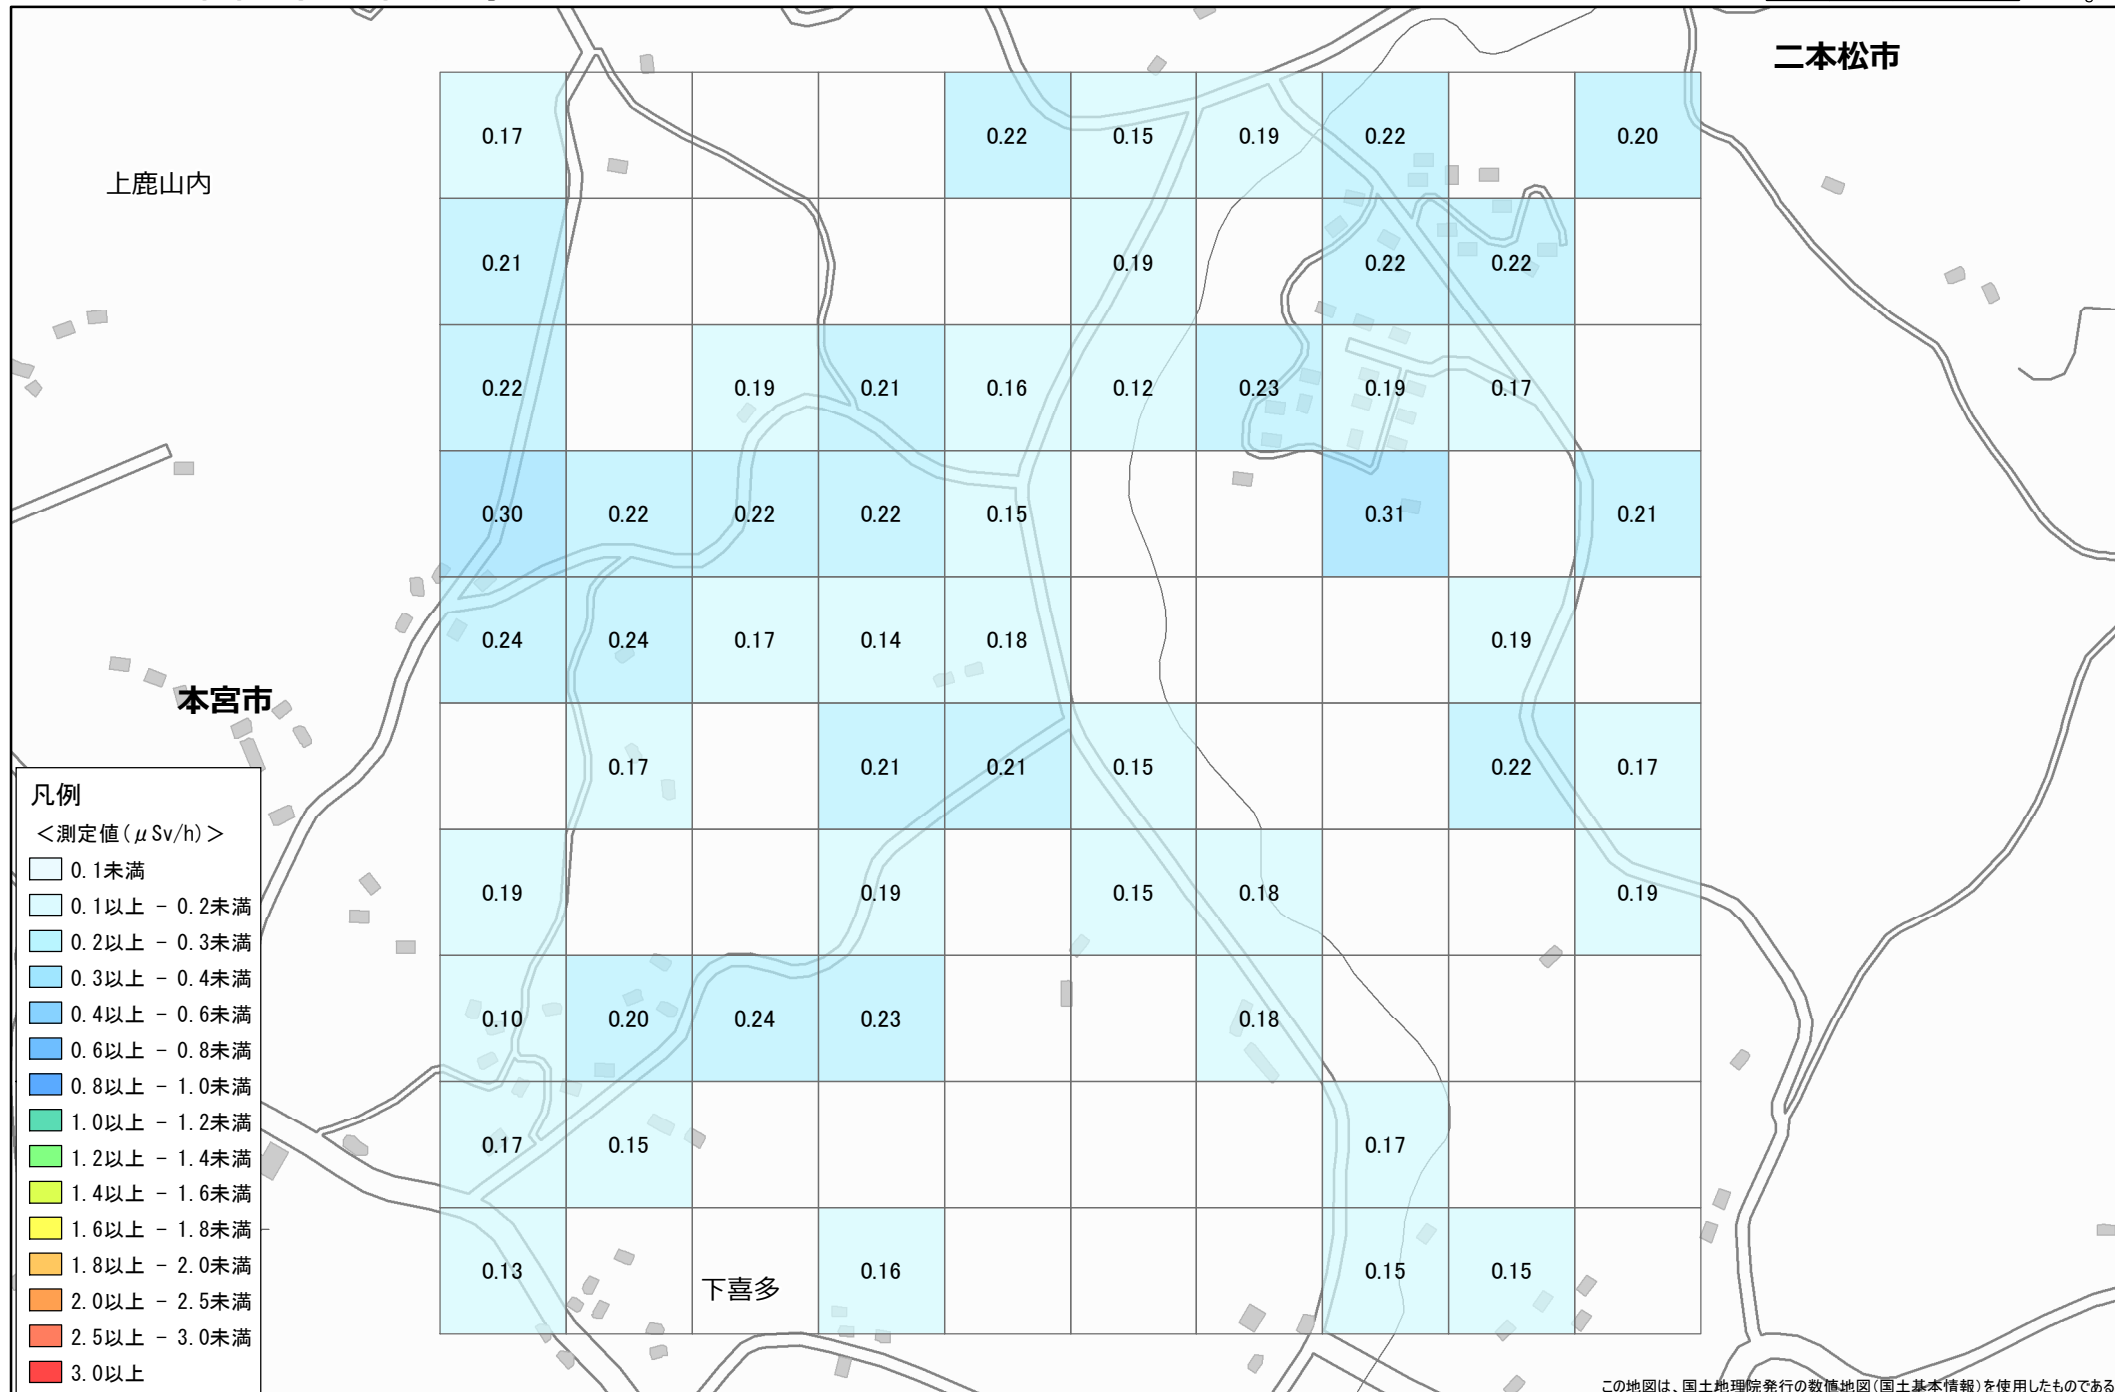 二本松市
0.17 0.22 0.15 0.19 0.22 0.20
上鹿山内
0.21 0.19 0.22 0.22
0.22 0.19 0.21 0.16 0.12 0.23 0.19 0.17
0.30 0.22 0.22 0.22 0.15 0.31 0.21
0.24 0.24 0.17 0.14 0.18 0.19
本宮市
0.17 0.21 0.21 0.15 0.22 0.17
0.19 0.19 0.15 0.18 0.19
0.10 0.20 0.24 0.23 0.18
0.17 0.15 0.17
0.13 0.16 0.15 0.15
下喜多
凡例
＜測定値(μSv/h)＞
0.1未満
0.1以上 - 0.2未満
0.2以上 - 0.3未満
0.3以上 - 0.4未満
0.4以上 - 0.6未満
0.6以上 - 0.8未満
0.8以上 - 1.0未満
1.0以上 - 1.2未満
1.2以上 - 1.4未満
1.4以上 - 1.6未満
1.6以上 - 1.8未満
1.8以上 - 2.0未満
2.0以上 - 2.5未満
2.5以上 - 3.0未満
3.0以上
この地図は、国土地理院発行の数値地図(国土基本情報)を使用したものである